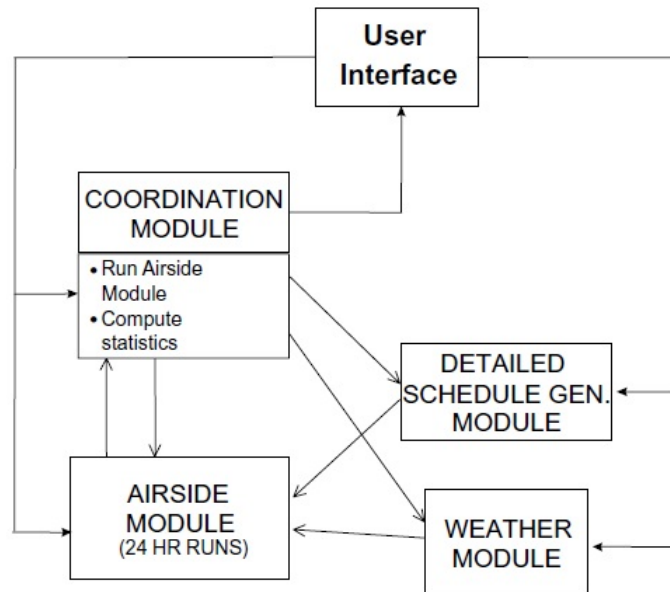 User
Interface
COORDINATION
MODULE
• Run Airside
Module
• Compute
statistics
DETAILED
SCHEDULE GEN.
MODULE
AIRSIDE
MODULE
(24 HR RUNS)
WEATHER
MODULE